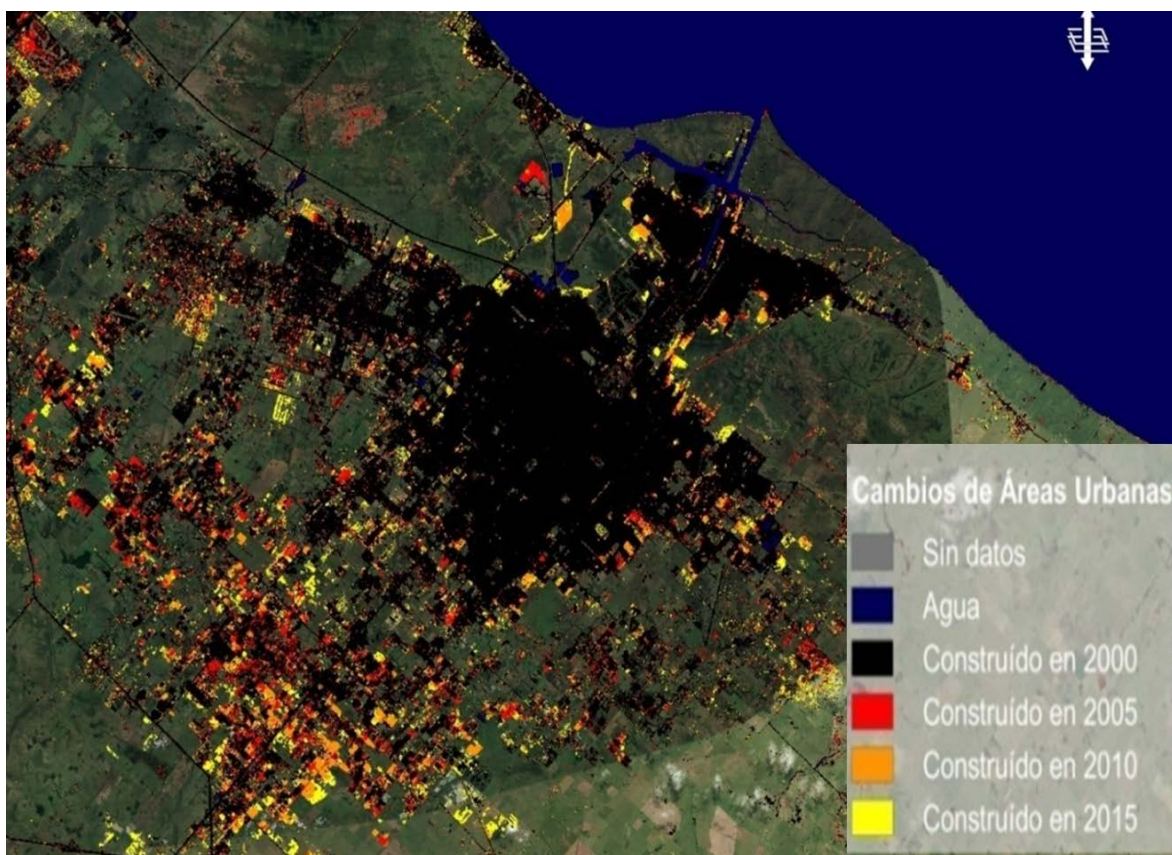 Cambios de Áreas Urbanas
Sin datos
Agua
Construído en 2000
Construído en 2005
Construído en 2010
Construído en 2015